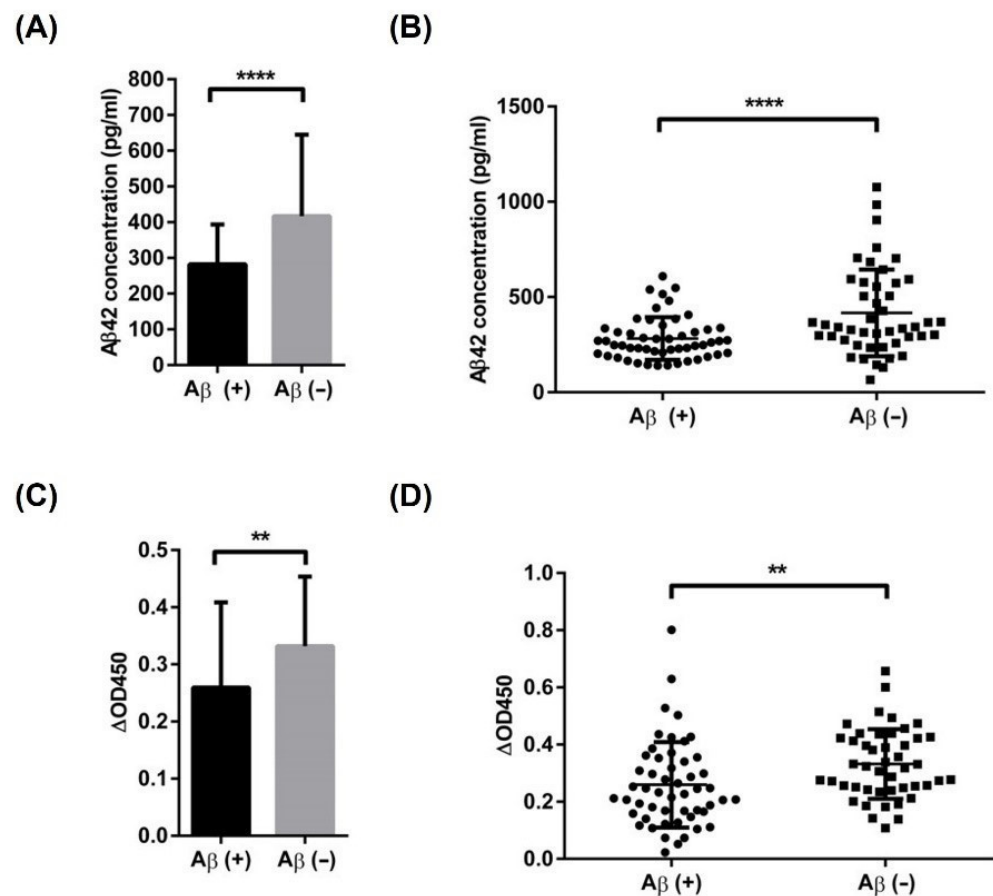 (A)
Aβ42 concentration (pg/ml)
800
700
600
500
400
300
200
100
0
****
Aβ (+)
Aβ (−)
(B)
Aβ42 concentration (pg/ml)
1500
1000
500
0
****
Aβ (+)
Aβ (−)
(C)
ΔOD450
0.5
0.4
0.3
0.2
0.1
0.0
**
Aβ (+)
Aβ (−)
(D)
ΔOD450
1.0
0.8
0.6
0.4
0.2
0.0
**
Aβ (+)
Aβ (−)